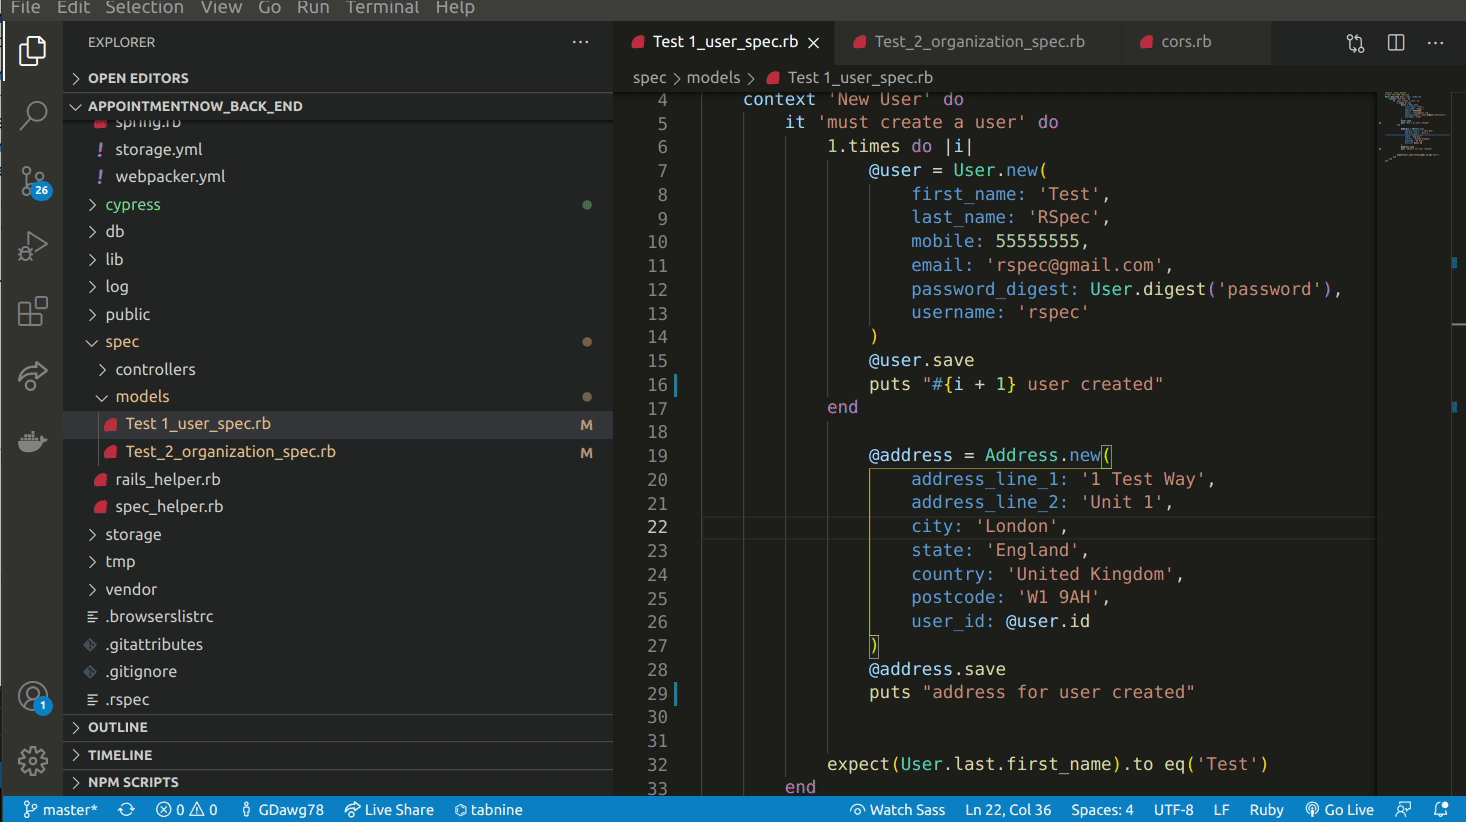 File Edit Selection View Go Run Terminal Help
EXPLORER
OPEN EDITORS
APPOINTMENTNOW_BACK_END
spring.rb
! storage.yml
! webpacker.yml
cypress
db
lib
log
public
spec
controllers
models
Test 1_user_spec.rb M
Test_2_organization_spec.rb M
rails_helper.rb
spec_helper.rb
storage
tmp
vendor
.browserslistrc
.gitattributes
.gitignore
.rspec
OUTLINE
TIMELINE
NPM SCRIPTS
26
1
Test 1_user_spec.rb Test_2_organization_spec.rb cors.rb
spec > models > Test 1_user_spec.rb
4 context 'New User' do
5 it 'must create a user' do
6 1.times do |i|
7 @user = User.new(
8 first_name: 'Test',
9 last_name: 'RSpec',
10 mobile: 55555555,
11 email: 'rspec@gmail.com',
12 password_digest: User.digest('password'),
13 username: 'rspec'
14 )
15 @user.save
16 puts "#{i + 1} user created"
17 end
18
19 @address = Address.new(
20 address_line_1: '1 Test Way',
21 address_line_2: 'Unit 1',
22 city: 'London',
23 state: 'England',
24 country: 'United Kingdom',
25 postcode: 'W1 9AH',
26 user_id: @user.id
27 )
28 @address.save
29 puts "address for user created"
30
31
32 expect(User.last.first_name).to eq('Test')
33 end
master* 0 0 GDawg78 Live Share tabnine Watch Sass Ln 22, Col 36 Spaces: 4 UTF-8 LF Ruby Go Live